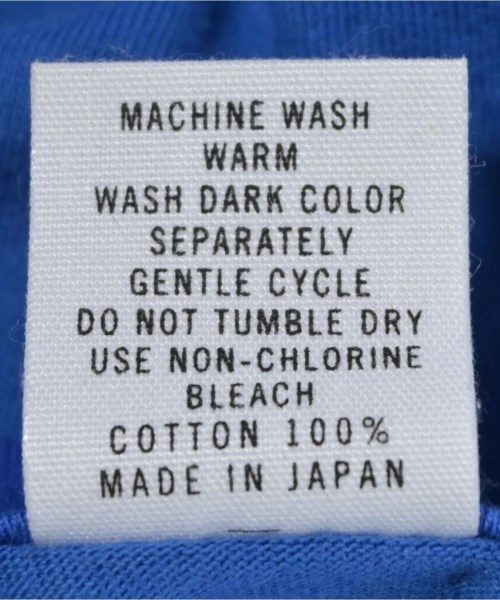 MACHINE WASH
WARM
WASH DARK COLOR
SEPARATELY
GENTLE CYCLE
DO NOT TUMBLE DRY
USE NON-CHLORINE
BLEACH
COTTON 100%
MADE IN JAPAN